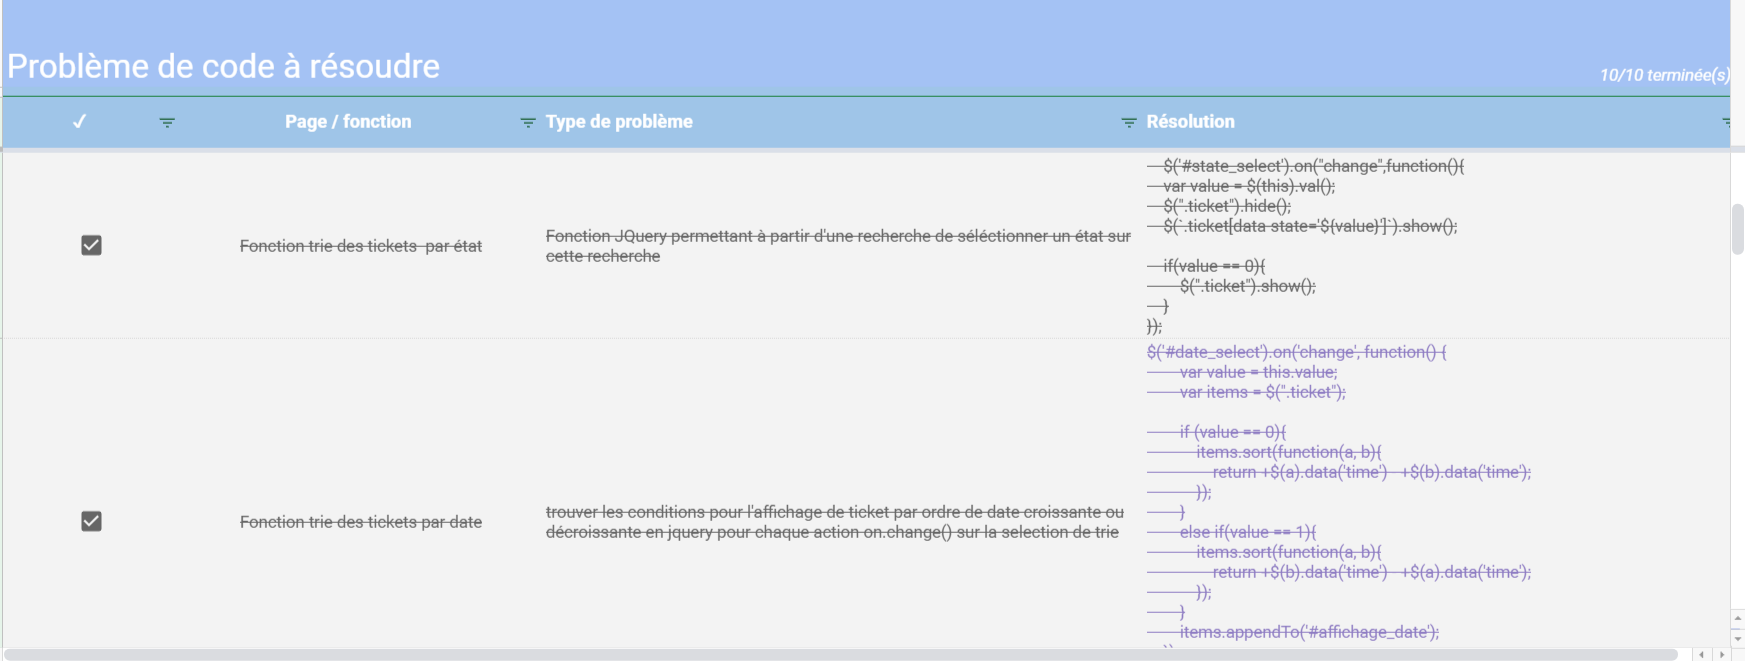 Problème de code à résoudre
10/10 terminée(s)
✓ Page / fonction Type de problème Résolution
Fonction trie des tickets par état
Fonction JQuery permettant à partir d'une recherche de séléctionner un état sur
cette recherche
$('#state_select').on("change",function(){
var value = $(this).val();
$(".ticket").hide();
$(`.ticket[data-state='${value}']`).show();
if(value == 0){
$(".ticket").show();
}
});
Fonction trie des tickets par date
trouver les conditions pour l'affichage de ticket par ordre de date croissante ou
décroissante en jquery pour chaque action on.change() sur la selection de trie
$('#date_select').on('change', function() {
var value = this.value;
var items = $(".ticket");
if (value == 0){
items.sort(function(a, b){
return +$(a).data('time') - +$(b).data('time');
});
}
else if(value == 1){
items.sort(function(a, b){
return +$(b).data('time') - +$(a).data('time');
});
}
items.appendTo('#affichage_date');